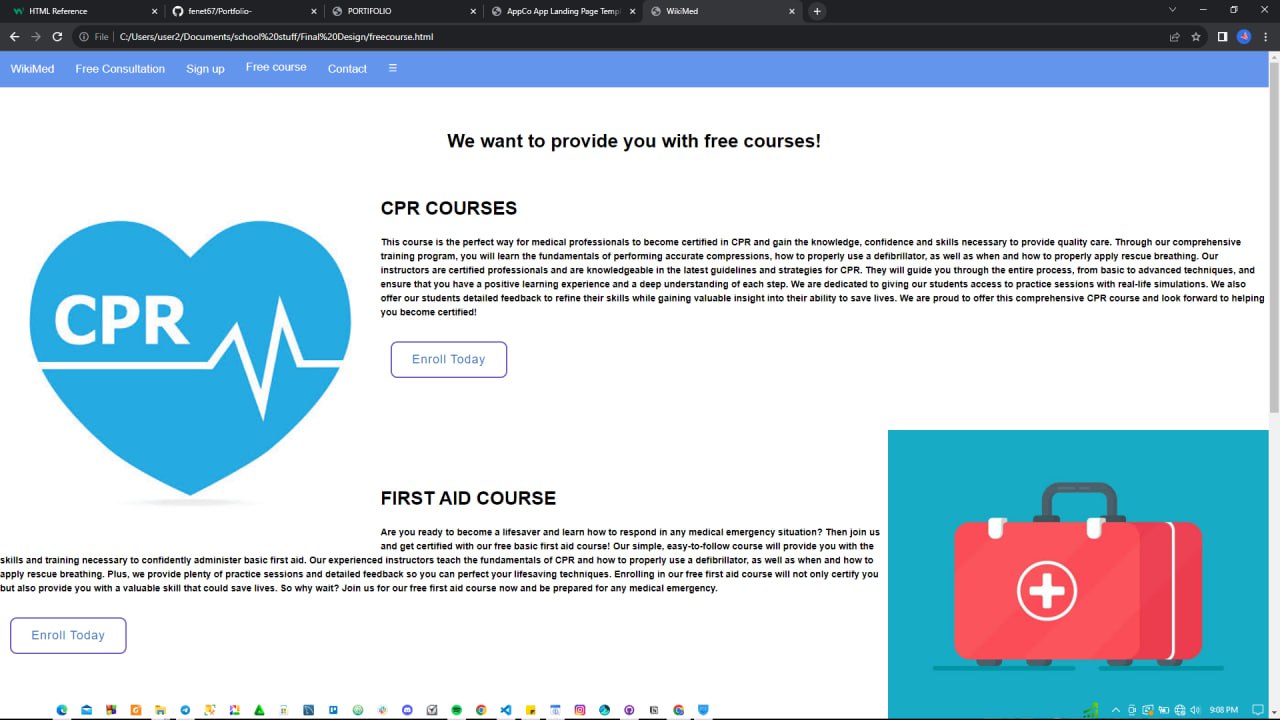 HTML Reference
fenet67/Portfolio-
PORTIFOLIO
AppCo App Landing Page Templ
WikiMed
File
C:/Users/user2/Documents/school%20stuff/Final%20Design/freecourse.html
WikiMed Free Consultation Sign up Free course Contact ☰
We want to provide you with free courses!
CPR
CPR COURSES
This course is the perfect way for medical professionals to become certified in CPR and gain the knowledge, confidence and skills necessary to provide quality care. Through our comprehensive
training program, you will learn the fundamentals of performing accurate compressions, how to properly use a defibrillator, as well as when and how to properly apply rescue breathing. Our
instructors are certified professionals and are knowledgeable in the latest guidelines and strategies for CPR. They will guide you through the entire process, from basic to advanced techniques, and
ensure that you have a positive learning experience and a deep understanding of each step. We are dedicated to giving our students access to practice sessions with real-life simulations. We also
offer our students detailed feedback to refine their skills while gaining valuable insight into their ability to save lives. We are proud to offer this comprehensive CPR course and look forward to helping
you become certified!
Enroll Today
FIRST AID COURSE
Are you ready to become a lifesaver and learn how to respond in any medical emergency situation? Then join us
and get certified with our free basic first aid course! Our simple, easy-to-follow course will provide you with the
skills and training necessary to confidently administer basic first aid. Our experienced instructors teach the fundamentals of CPR and how to properly use a defibrillator, as well as when and how to
apply rescue breathing. Plus, we provide plenty of practice sessions and detailed feedback so you can perfect your lifesaving techniques. Enrolling in our free first aid course will not only certify you
but also provide you with a valuable skill that could save lives. So why wait? Join us for our free first aid course now and be prepared for any medical emergency.
Enroll Today
9:08 PM